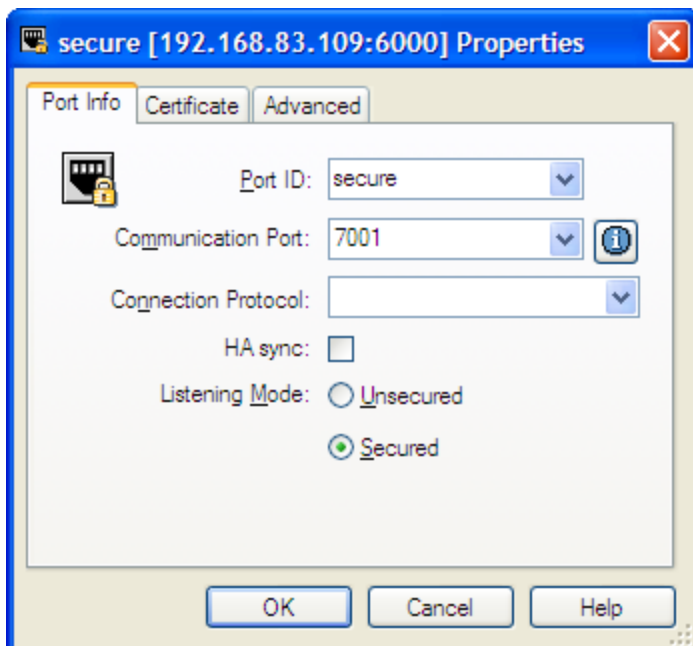 secure [192.168.83.109:6000] Properties
Port Info Certificate Advanced
Port ID: secure
Communication Port: 7001
Connection Protocol:
HA sync:
Listening Mode: Unsecured
Secured
OK Cancel Help